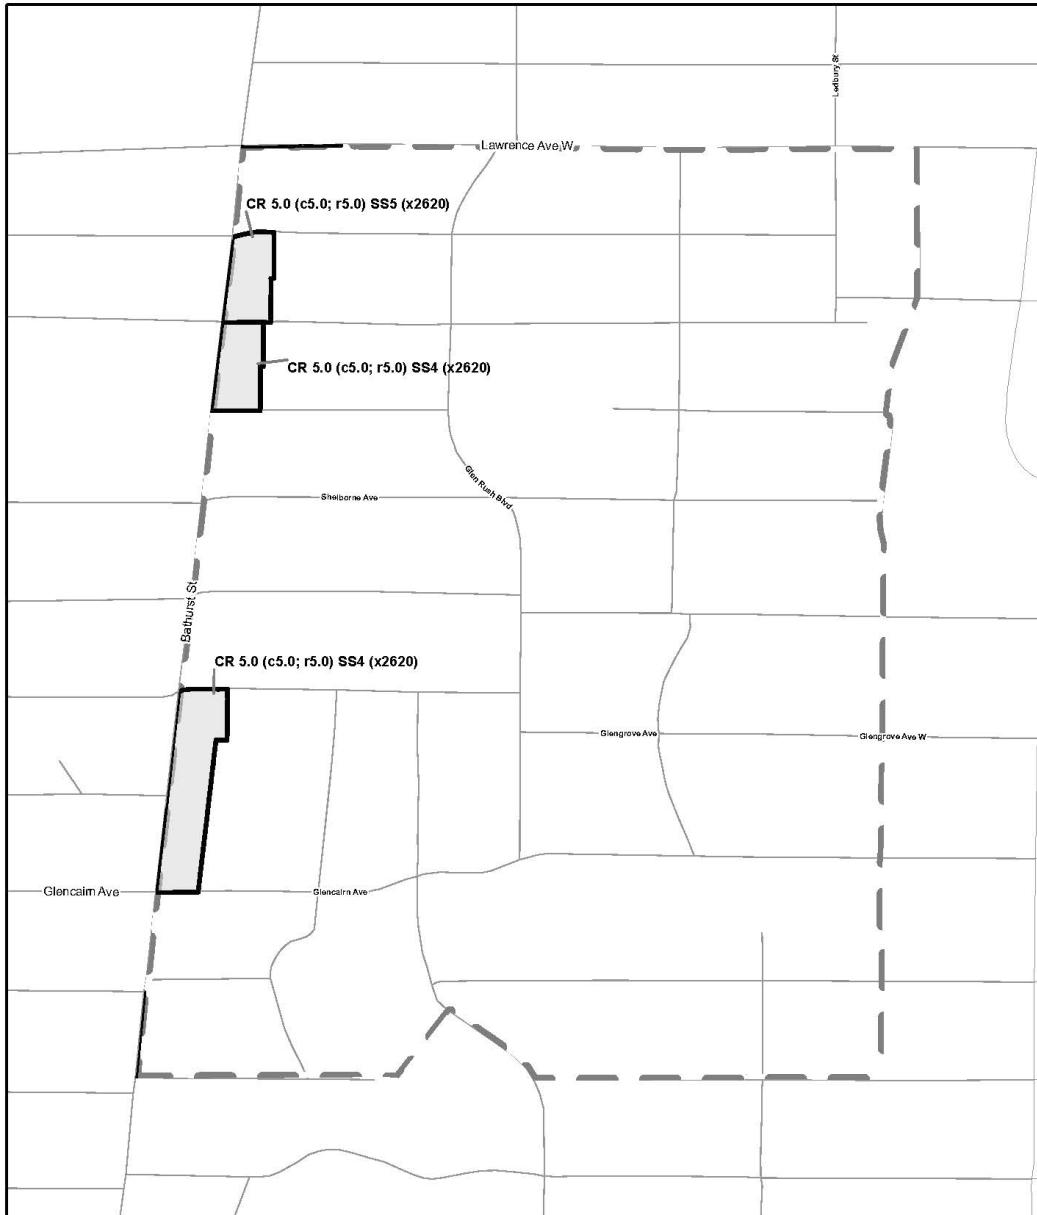 Ledbury St
Lawrence Ave W
CR 5.0 (c5.0; r5.0) SS5 (x2620)
CR 5.0 (c5.0; r5.0) SS4 (x2620)
Glen Rush Blvd
Shelborne Ave
Bathurst St
CR 5.0 (c5.0; r5.0) SS4 (x2620)
Glengrove Ave
Glengrove Ave W
Glencairn Ave
Glencairn Ave